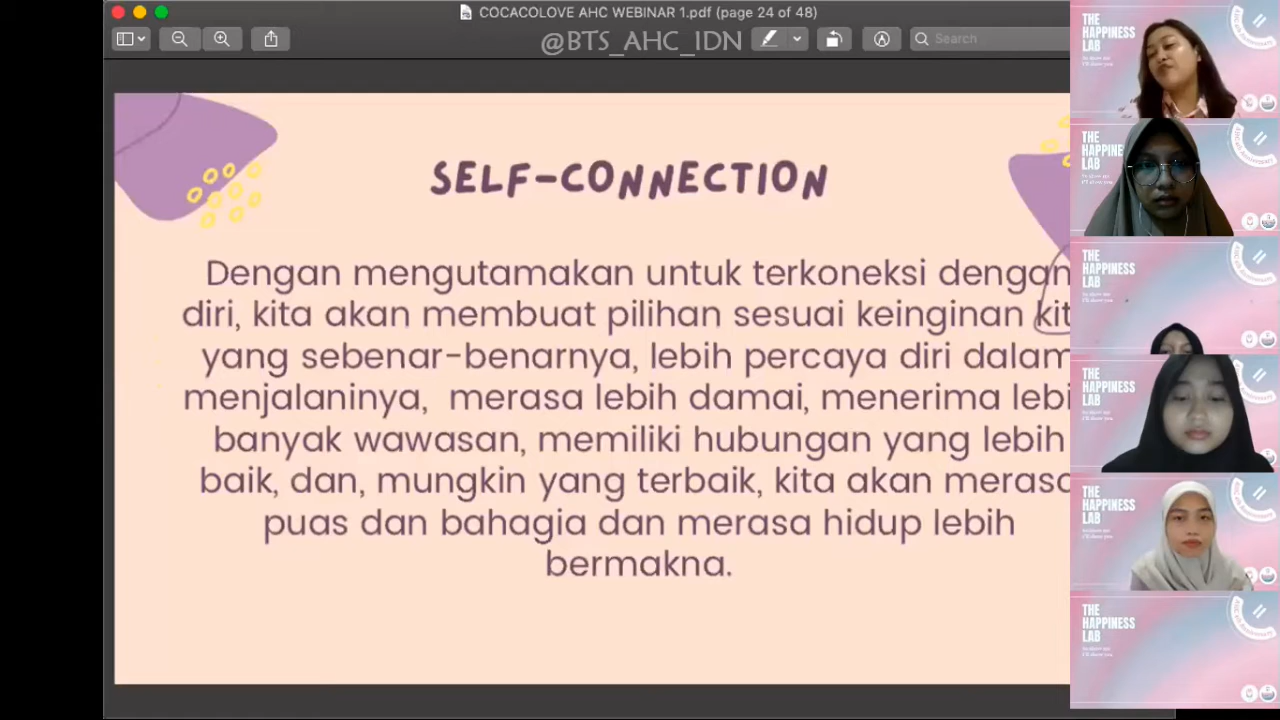 COCACOLOVE AHC WEBINAR 1.pdf (page 24 of 48)
@BTS_AHC_IDN
Search
SELF-CONNECTION
Dengan mengutamakan untuk terkoneksi dengan
diri, kita akan membuat pilihan sesuai keinginan kit
yang sebenar-benarnya, lebih percaya diri dalam
menjalaninya, merasa lebih damai, menerima lebi
banyak wawasan, memiliki hubungan yang lebih
baik, dan, mungkin yang terbaik, kita akan merasa
puas dan bahagia dan merasa hidup lebih
bermakna.
THE
HAPPINESS
LAB
THE
HAPPINE
LAB
THE
HAPPINESS
LAB
THE
HAPPINESS
LAB
THE
HAPPINESS
LAB
THE
HAPPINESS
LAB